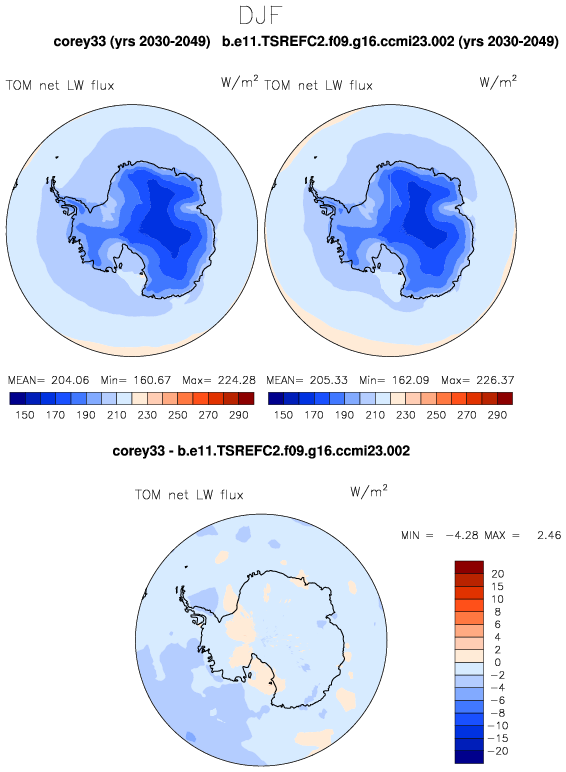 DJF
corey33 (yrs 2030-2049) b.e11.TSREFC2.f09.g16.ccmi23.002 (yrs 2030-2049)
TOM net LW flux W/m² TOM net LW flux W/m²
MEAN= 204.06 Min= 160.67 Max= 224.28 MEAN= 205.33 Min= 162.09 Max= 226.37
150 170 190 210 230 250 270 290 150 170 190 210 230 250 270 290
corey33 - b.e11.TSREFC2.f09.g16.ccmi23.002
TOM net LW flux W/m²
MIN = -4.28 MAX = 2.46
20
15
10
8
6
4
2
0
-2
-4
-6
-8
-10
-15
-20